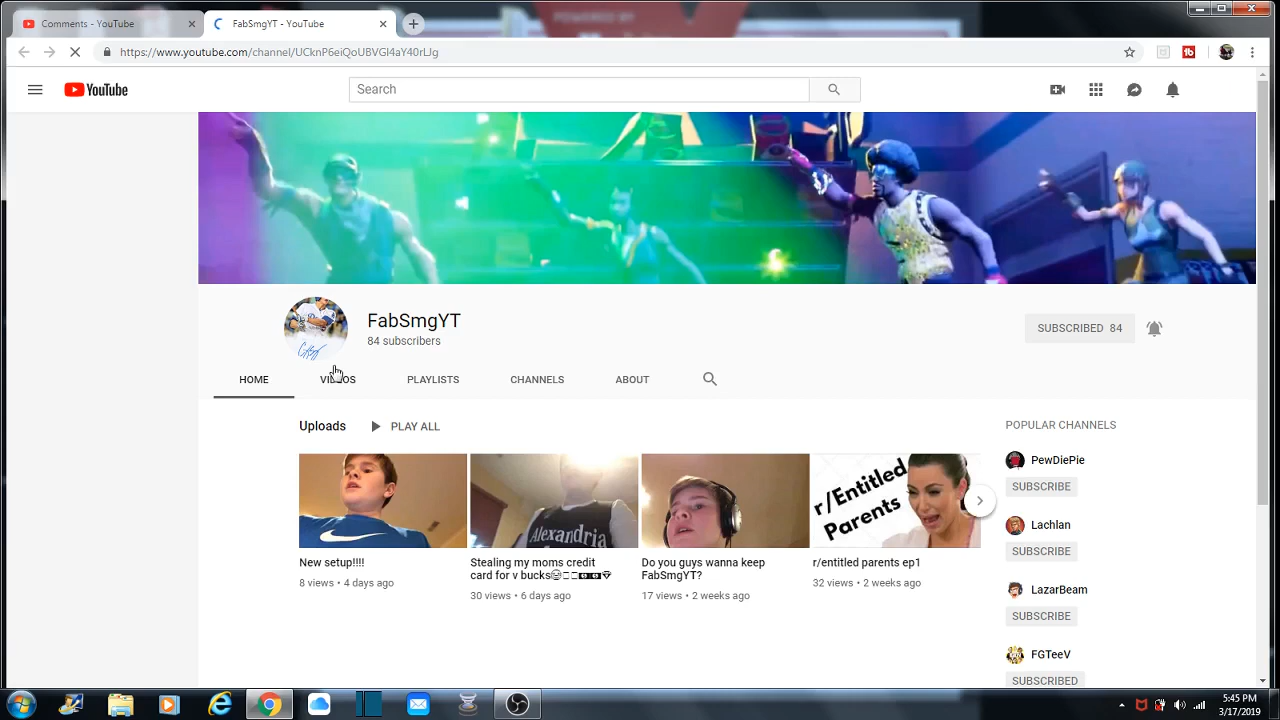 POWERED BY
Comments - YouTube
FabSmgYT - YouTube
https://www.youtube.com/channel/UCknP6eiQoUBVGl4aY40rLlg
YouTube
Search
FabSmgYT
84 subscribers
SUBSCRIBED 84
HOME
VIDEOS
PLAYLISTS
CHANNELS
ABOUT
Uploads
PLAY ALL
Alexandria
r/Entitled
Parents
New setup!!!!
8 views • 4 days ago
Stealing my moms credit
card for v bucks
30 views • 6 days ago
Do you guys wanna keep
FabSmgYT?
17 views • 2 weeks ago
r/entitled parents ep1
32 views • 2 weeks ago
POPULAR CHANNELS
PewDiePie
SUBSCRIBE
Lachlan
SUBSCRIBE
LazarBeam
SUBSCRIBE
FGTeeV
SUBSCRIBED
5:45 PM
3/17/2019